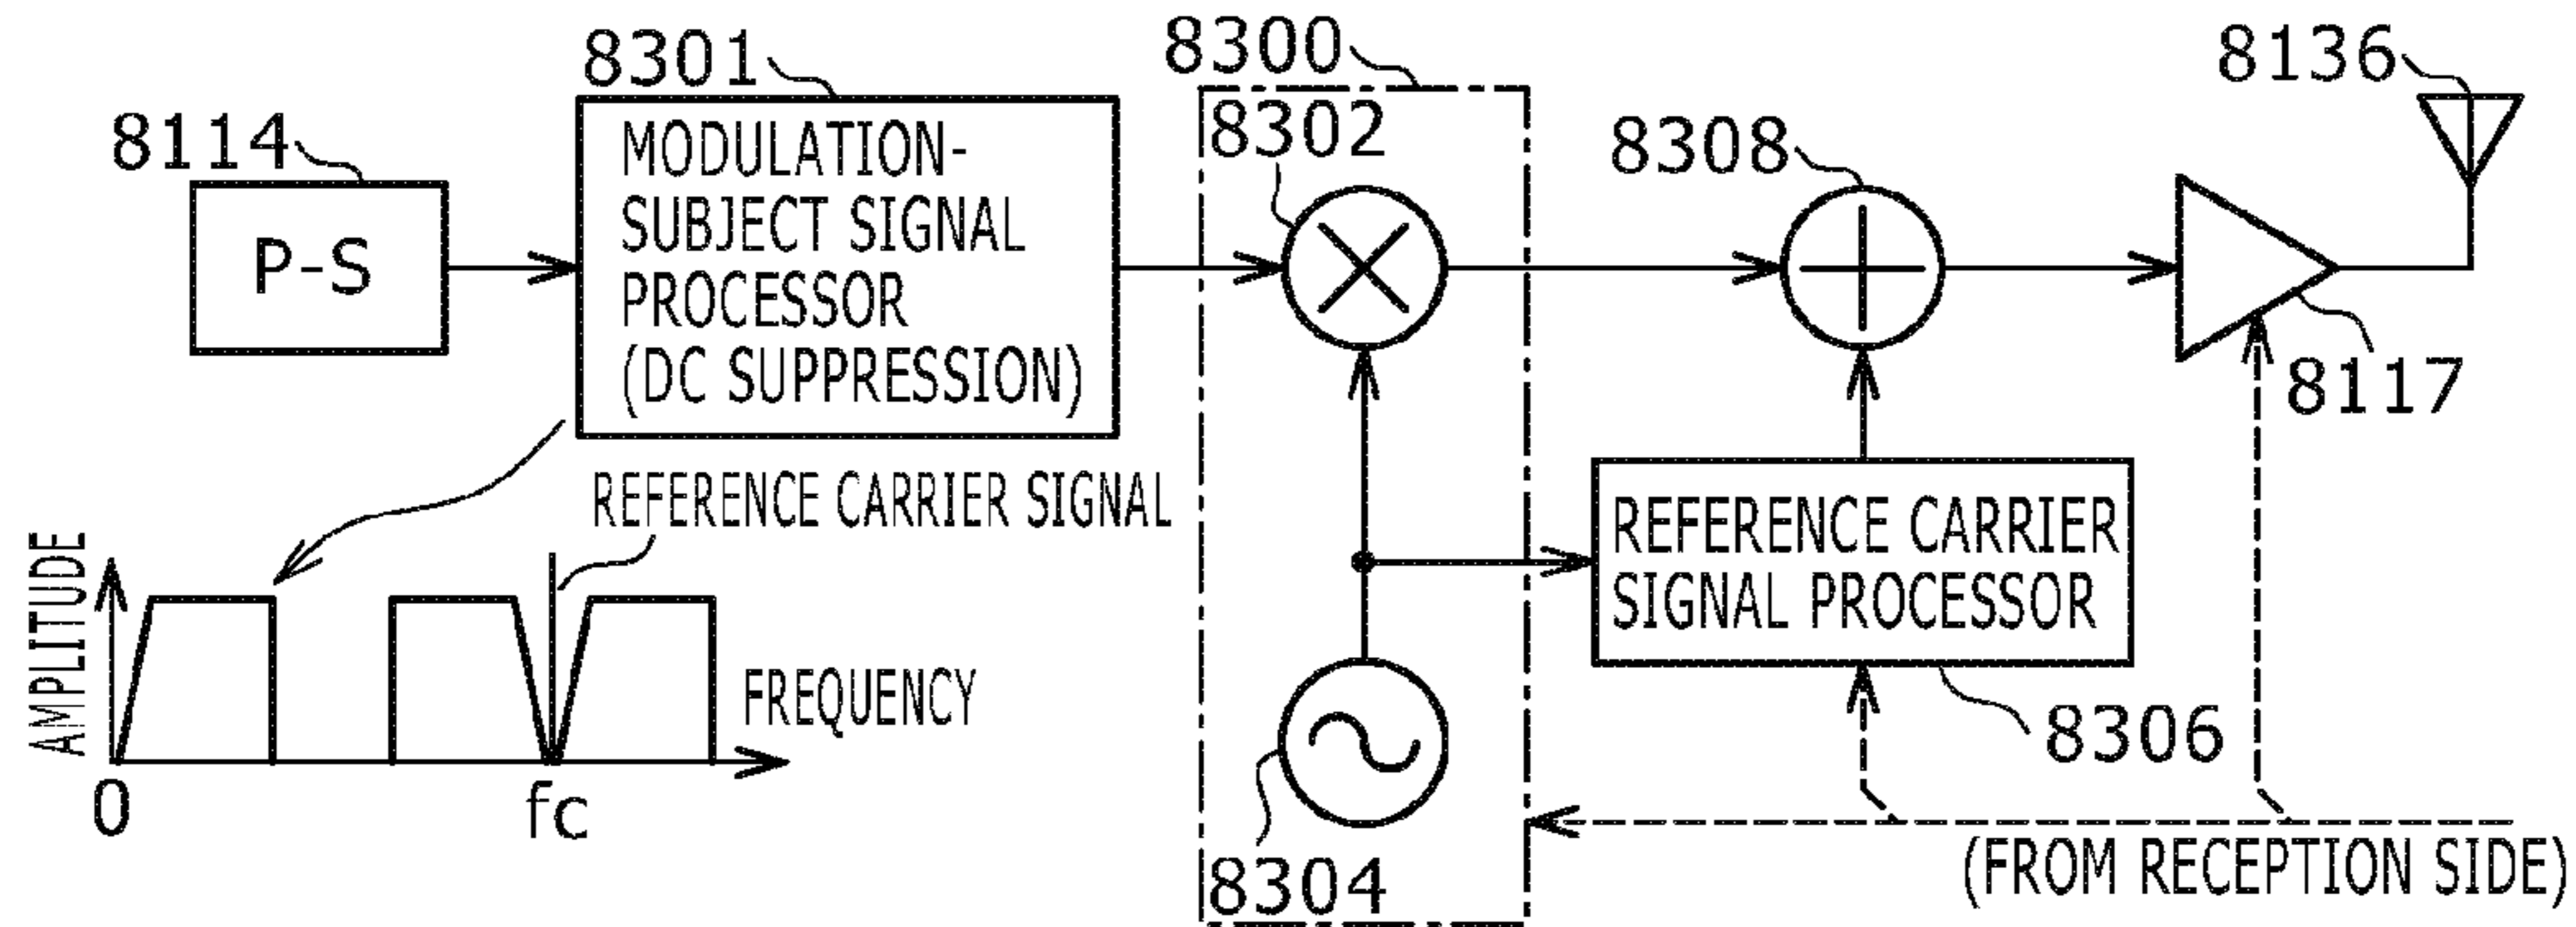 8301
8300
8136
8114
MODULATION-
SUBJECT SIGNAL
PROCESSOR
(DC SUPPRESSION)
8302
8308
P-S
8117
REFERENCE CARRIER SIGNAL
REFERENCE CARRIER
SIGNAL PROCESSOR
AMPLITUDE
FREQUENCY
8306
0
fc
8304
(FROM RECEPTION SIDE)